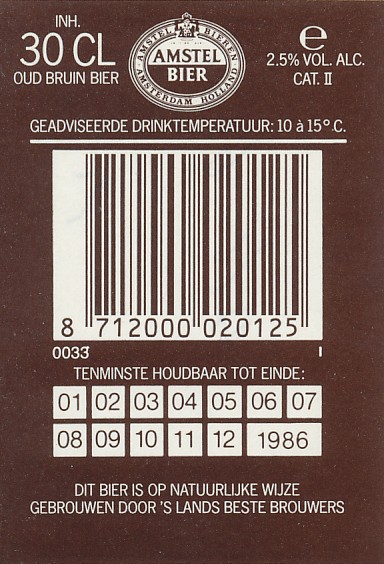 INH.
30 CL
OUD BRUIN BIER
AMSTEL BIEREN
AMSTEL
BIER
AMSTERDAM HOLLAND
e
2.5% VOL. ALC.
CAT. II
GEADVISEERDE DRINKTEMPERATUUR: 10 à 15° C.
8 712000 020125
0033 I
TENMINSTE HOUDBAAR TOT EINDE:
01 02 03 04 05 06 07
08 09 10 11 12 1986
DIT BIER IS OP NATUURLIJKE WIJZE
GEBROUWEN DOOR 'S LANDS BESTE BROUWERS